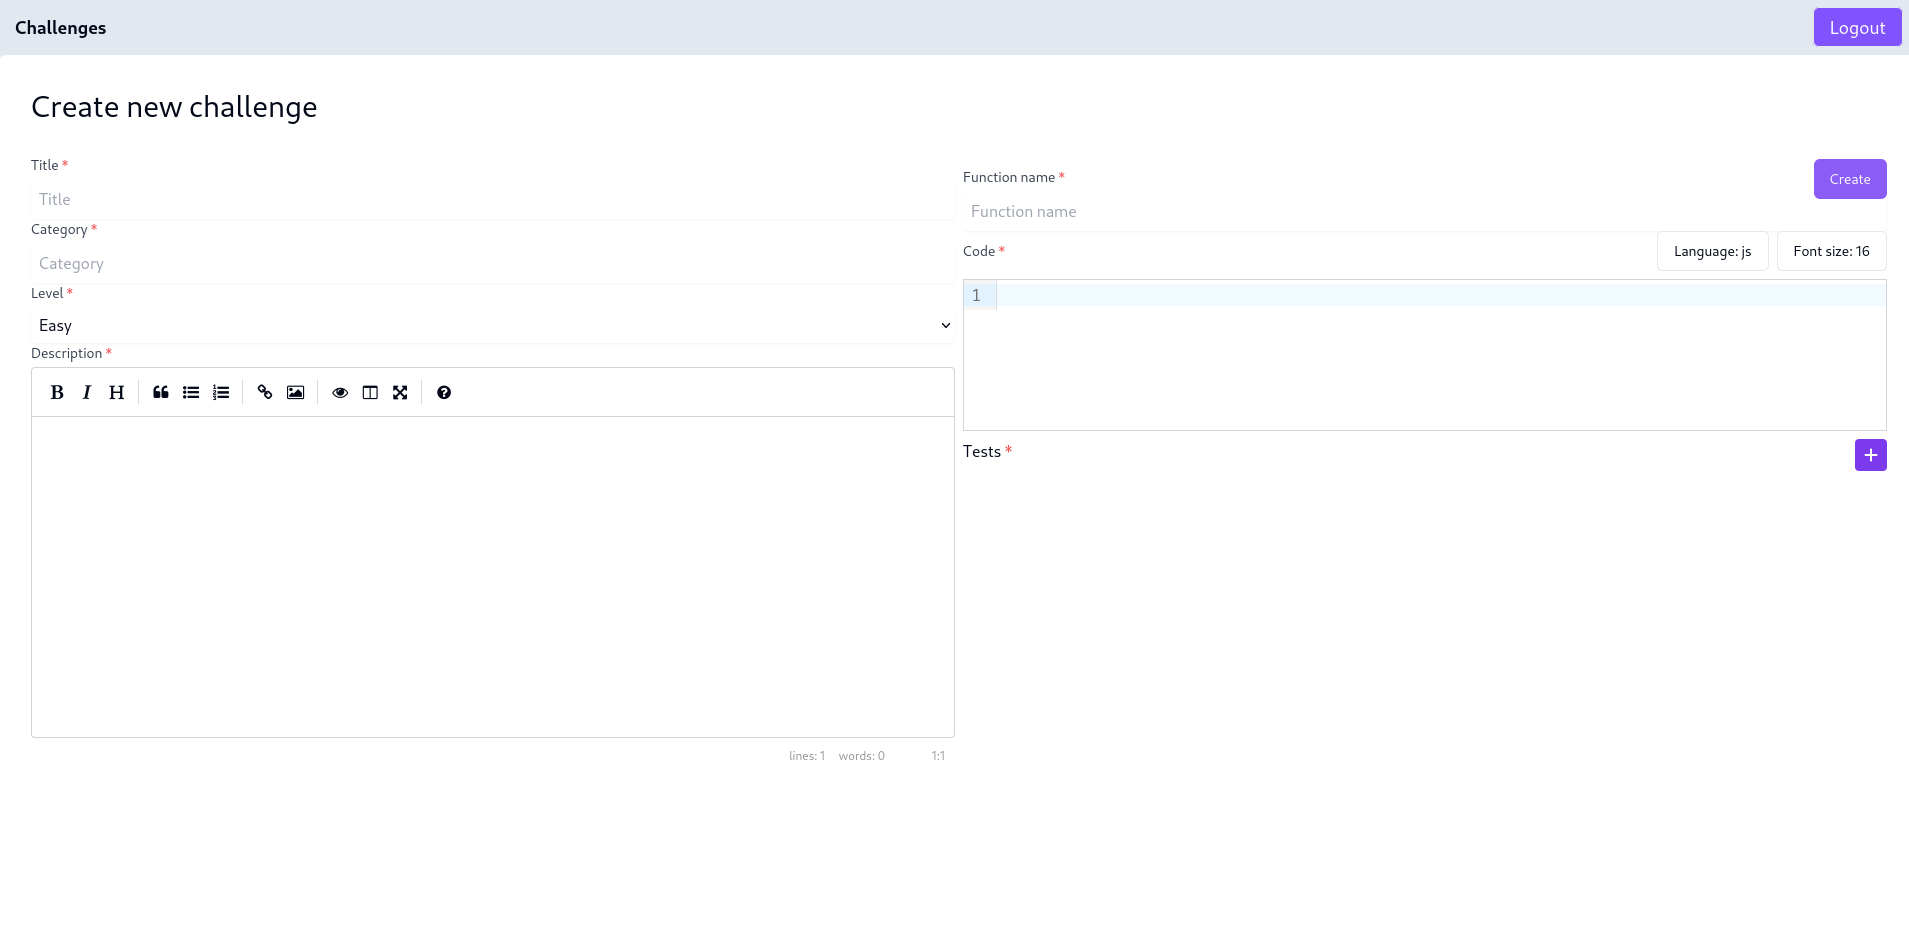 Challenges
Logout
Create new challenge
Title *
Title
Category *
Category
Level *
Easy
Description *
B I H
lines: 1 words: 0 1:1
Create
Function name *
Function name
Code *
Language: js
Font size: 16
1
Tests *
+